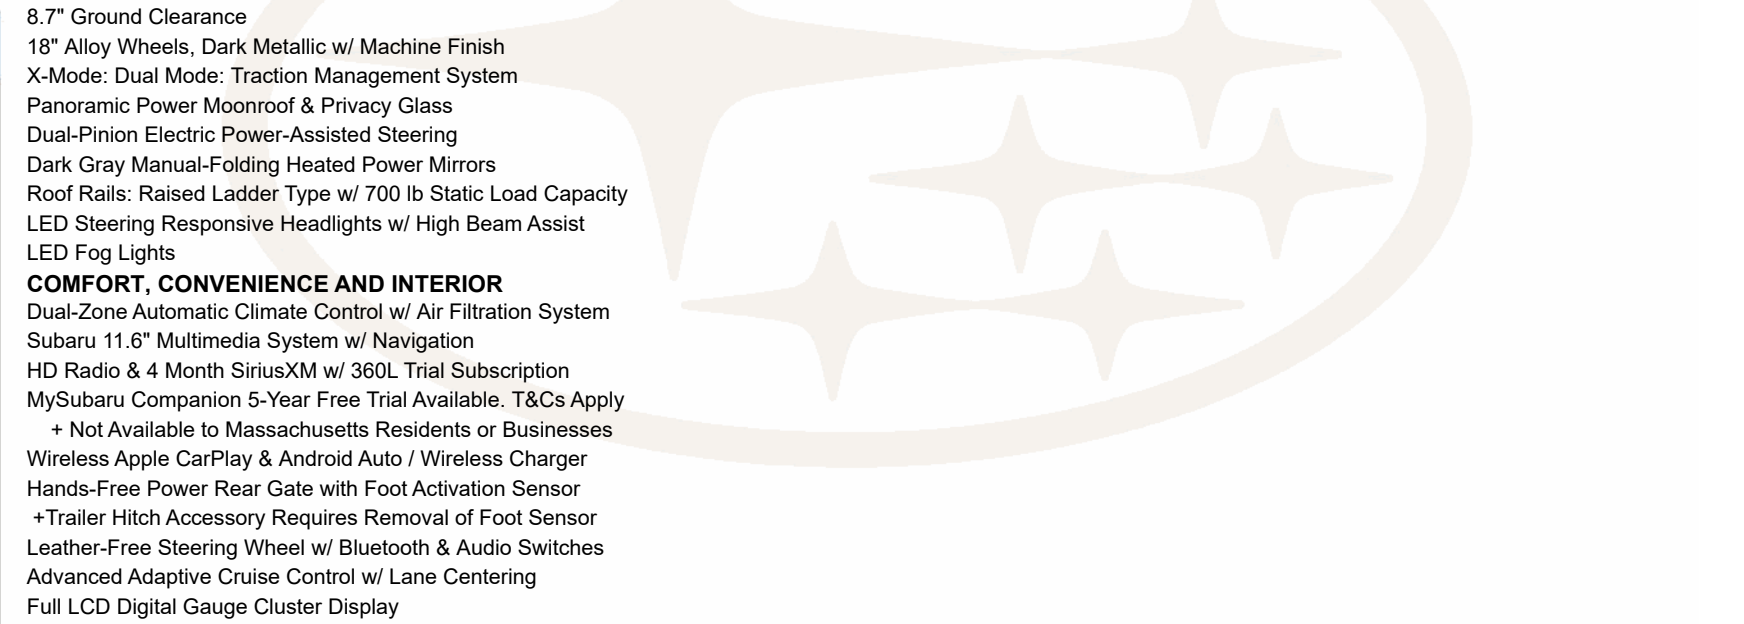 8.7" Ground Clearance
18" Alloy Wheels, Dark Metallic w/ Machine Finish
X-Mode: Dual Mode: Traction Management System
Panoramic Power Moonroof & Privacy Glass
Dual-Pinion Electric Power-Assisted Steering
Dark Gray Manual-Folding Heated Power Mirrors
Roof Rails: Raised Ladder Type w/ 700 lb Static Load Capacity
LED Steering Responsive Headlights w/ High Beam Assist
LED Fog Lights
COMFORT, CONVENIENCE AND INTERIOR
Dual-Zone Automatic Climate Control w/ Air Filtration System
Subaru 11.6" Multimedia System w/ Navigation
HD Radio & 4 Month SiriusXM w/ 360L Trial Subscription
MySubaru Companion 5-Year Free Trial Available. T&Cs Apply
+ Not Available to Massachusetts Residents or Businesses
Wireless Apple CarPlay & Android Auto / Wireless Charger
Hands-Free Power Rear Gate with Foot Activation Sensor
+Trailer Hitch Accessory Requires Removal of Foot Sensor
Leather-Free Steering Wheel w/ Bluetooth & Audio Switches
Advanced Adaptive Cruise Control w/ Lane Centering
Full LCD Digital Gauge Cluster Display